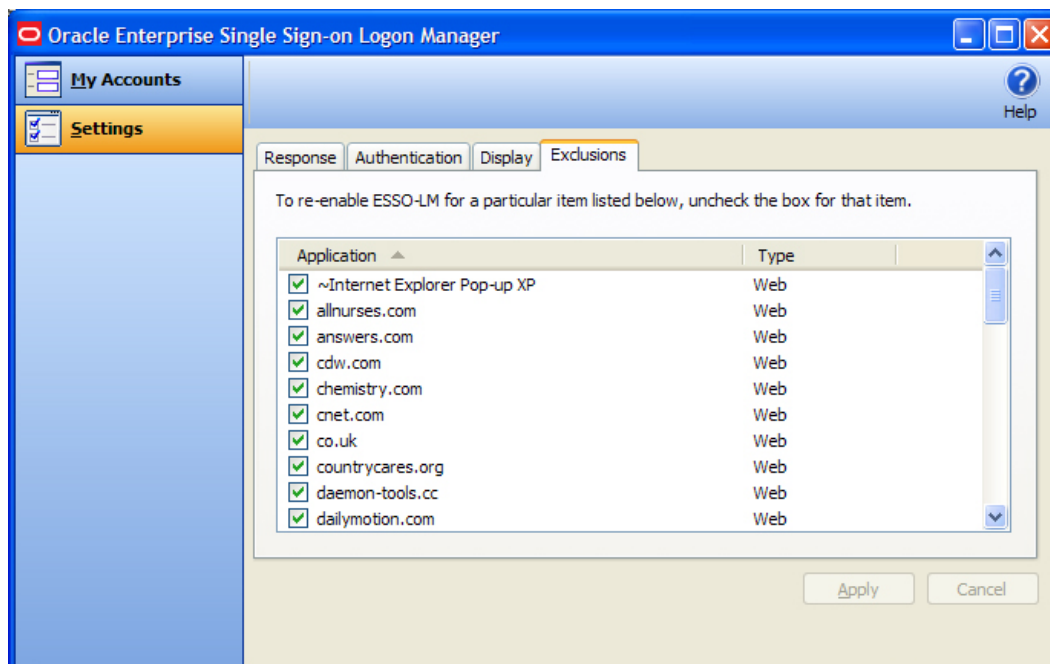 Oracle Enterprise Single Sign-on Logon Manager
My Accounts
Settings
Help
Response Authentication Display Exclusions
To re-enable ESSO-LM for a particular item listed below, uncheck the box for that item.
Application Type
~Internet Explorer Pop-up XP Web
allnurses.com Web
answers.com Web
cdw.com Web
chemistry.com Web
cnet.com Web
co.uk Web
countrycares.org Web
daemon-tools.cc Web
dailymotion.com Web
Apply Cancel